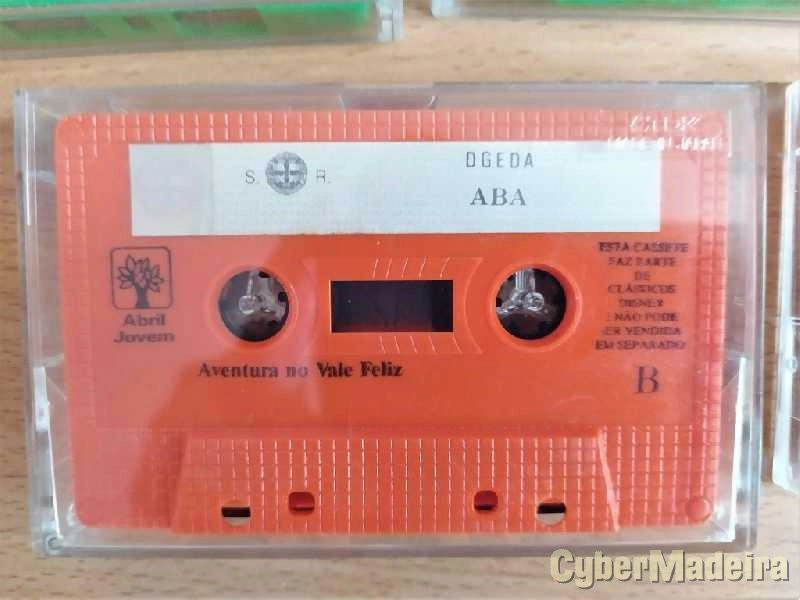 S. R.
DGEDA
ABA
Abril
Jovem
ESTA CASSETE
FAZ PARTE
DE
CLÁSSICOS
DISNEY
NÃO PODE
SER VENDIDA
EM SEPARADO
Aventura no Vale Feliz
B
CyberMadeira